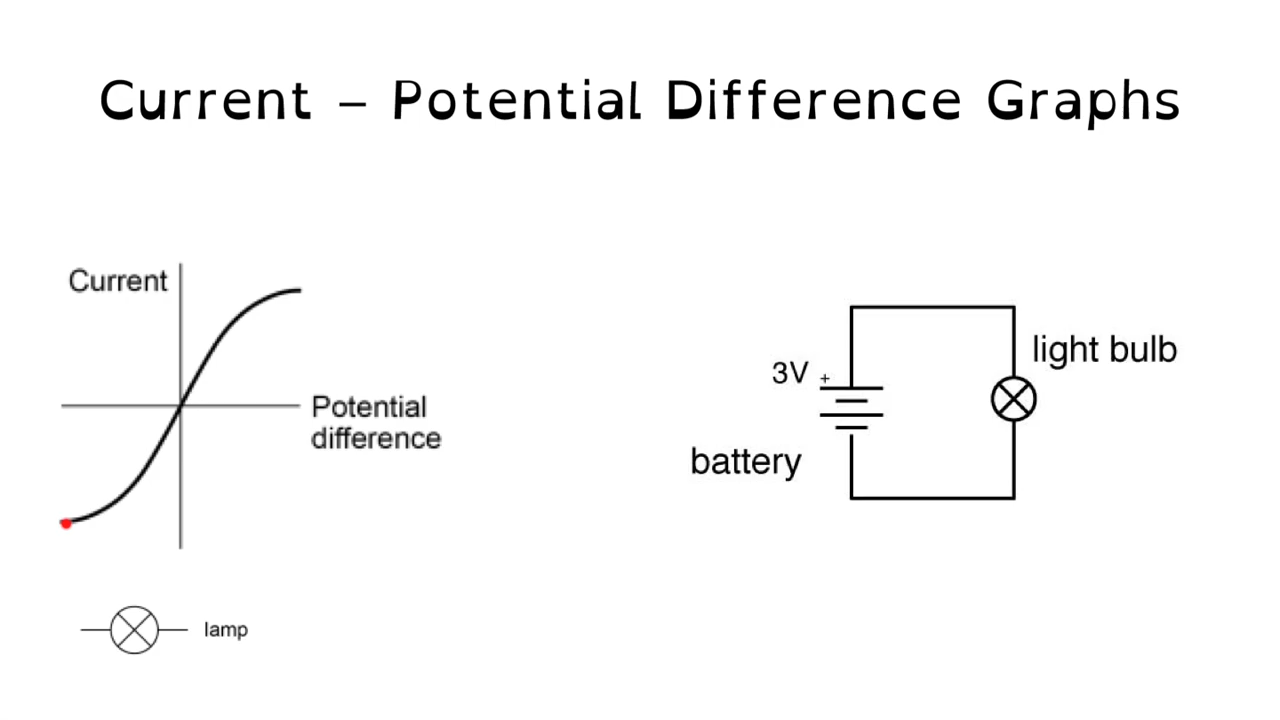 Current – Potential Difference Graphs
Current
Potential
difference
lamp
3V +
light bulb
battery